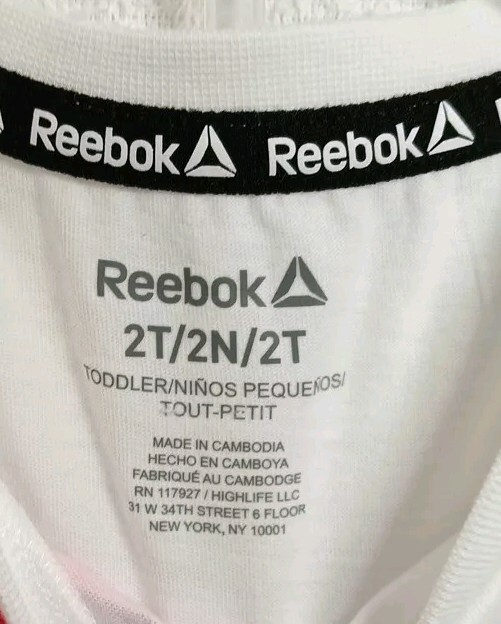 Reebok Reebok
Reebok
2T/2N/2T
TODDLER/NIÑOS PEQUEÑOS/
TOUT-PETIT
MADE IN CAMBODIA
HECHO EN CAMBOYA
FABRIQUÉ AU CAMBODGE
RN 117927 / HIGHLIFE LLC
31 W 34TH STREET 6 FLOOR
NEW YORK, NY 10001